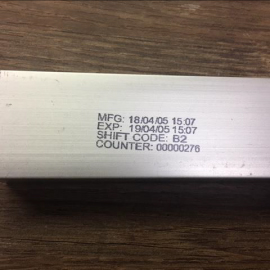 MFG: 18/04/05 15:07
EXP: 19/04/05 15:07
SHIFT CODE: B2
COUNTER: 00000276